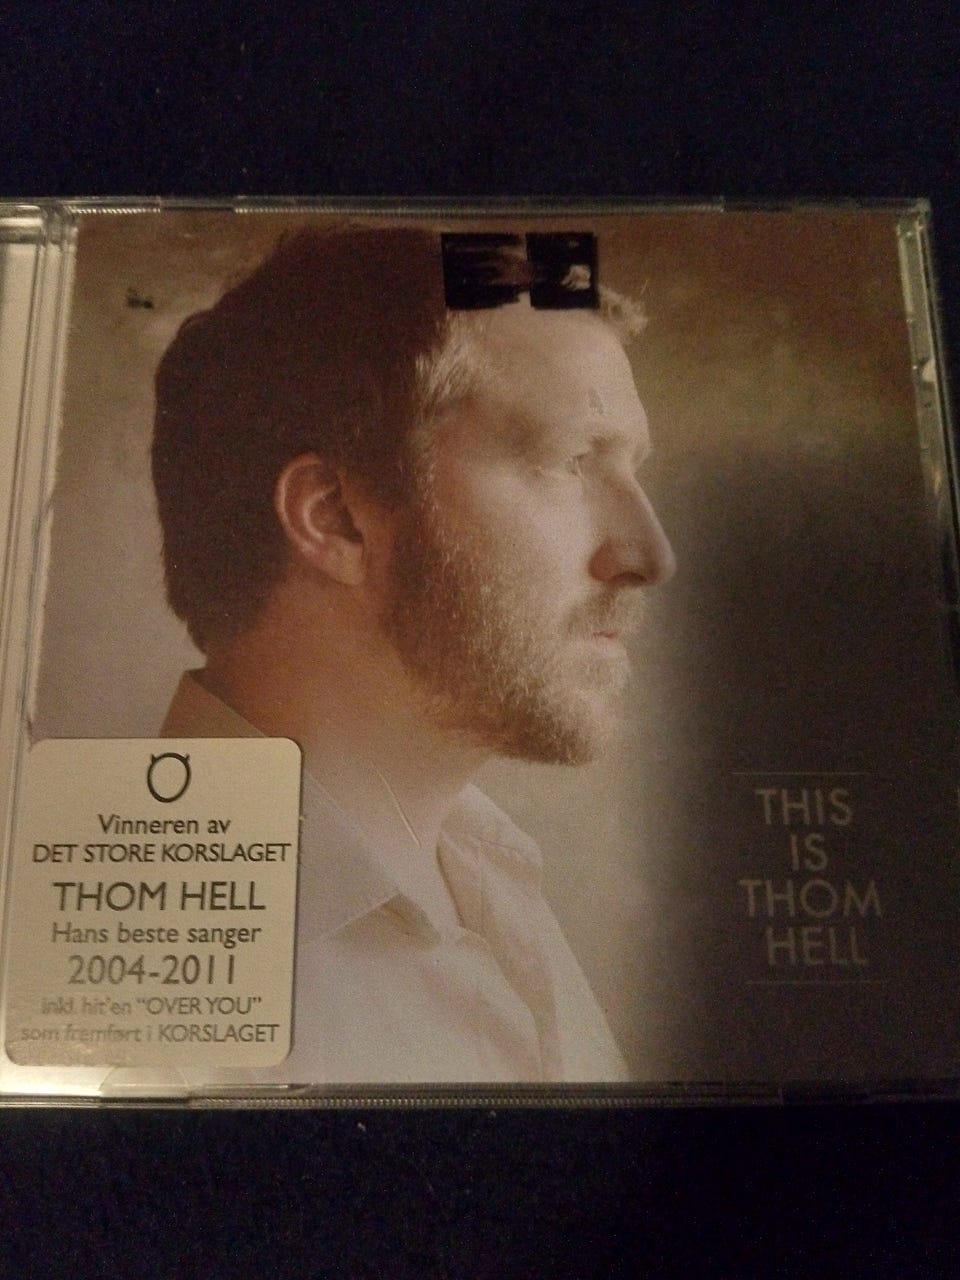 Vinneren av
DET STORE KORSLAGET
THOM HELL
Hans beste sanger
2004-2011
inkl. hit'en "OVER YOU"
som fremført i KORSLAGET
THIS
IS
THOM
HELL